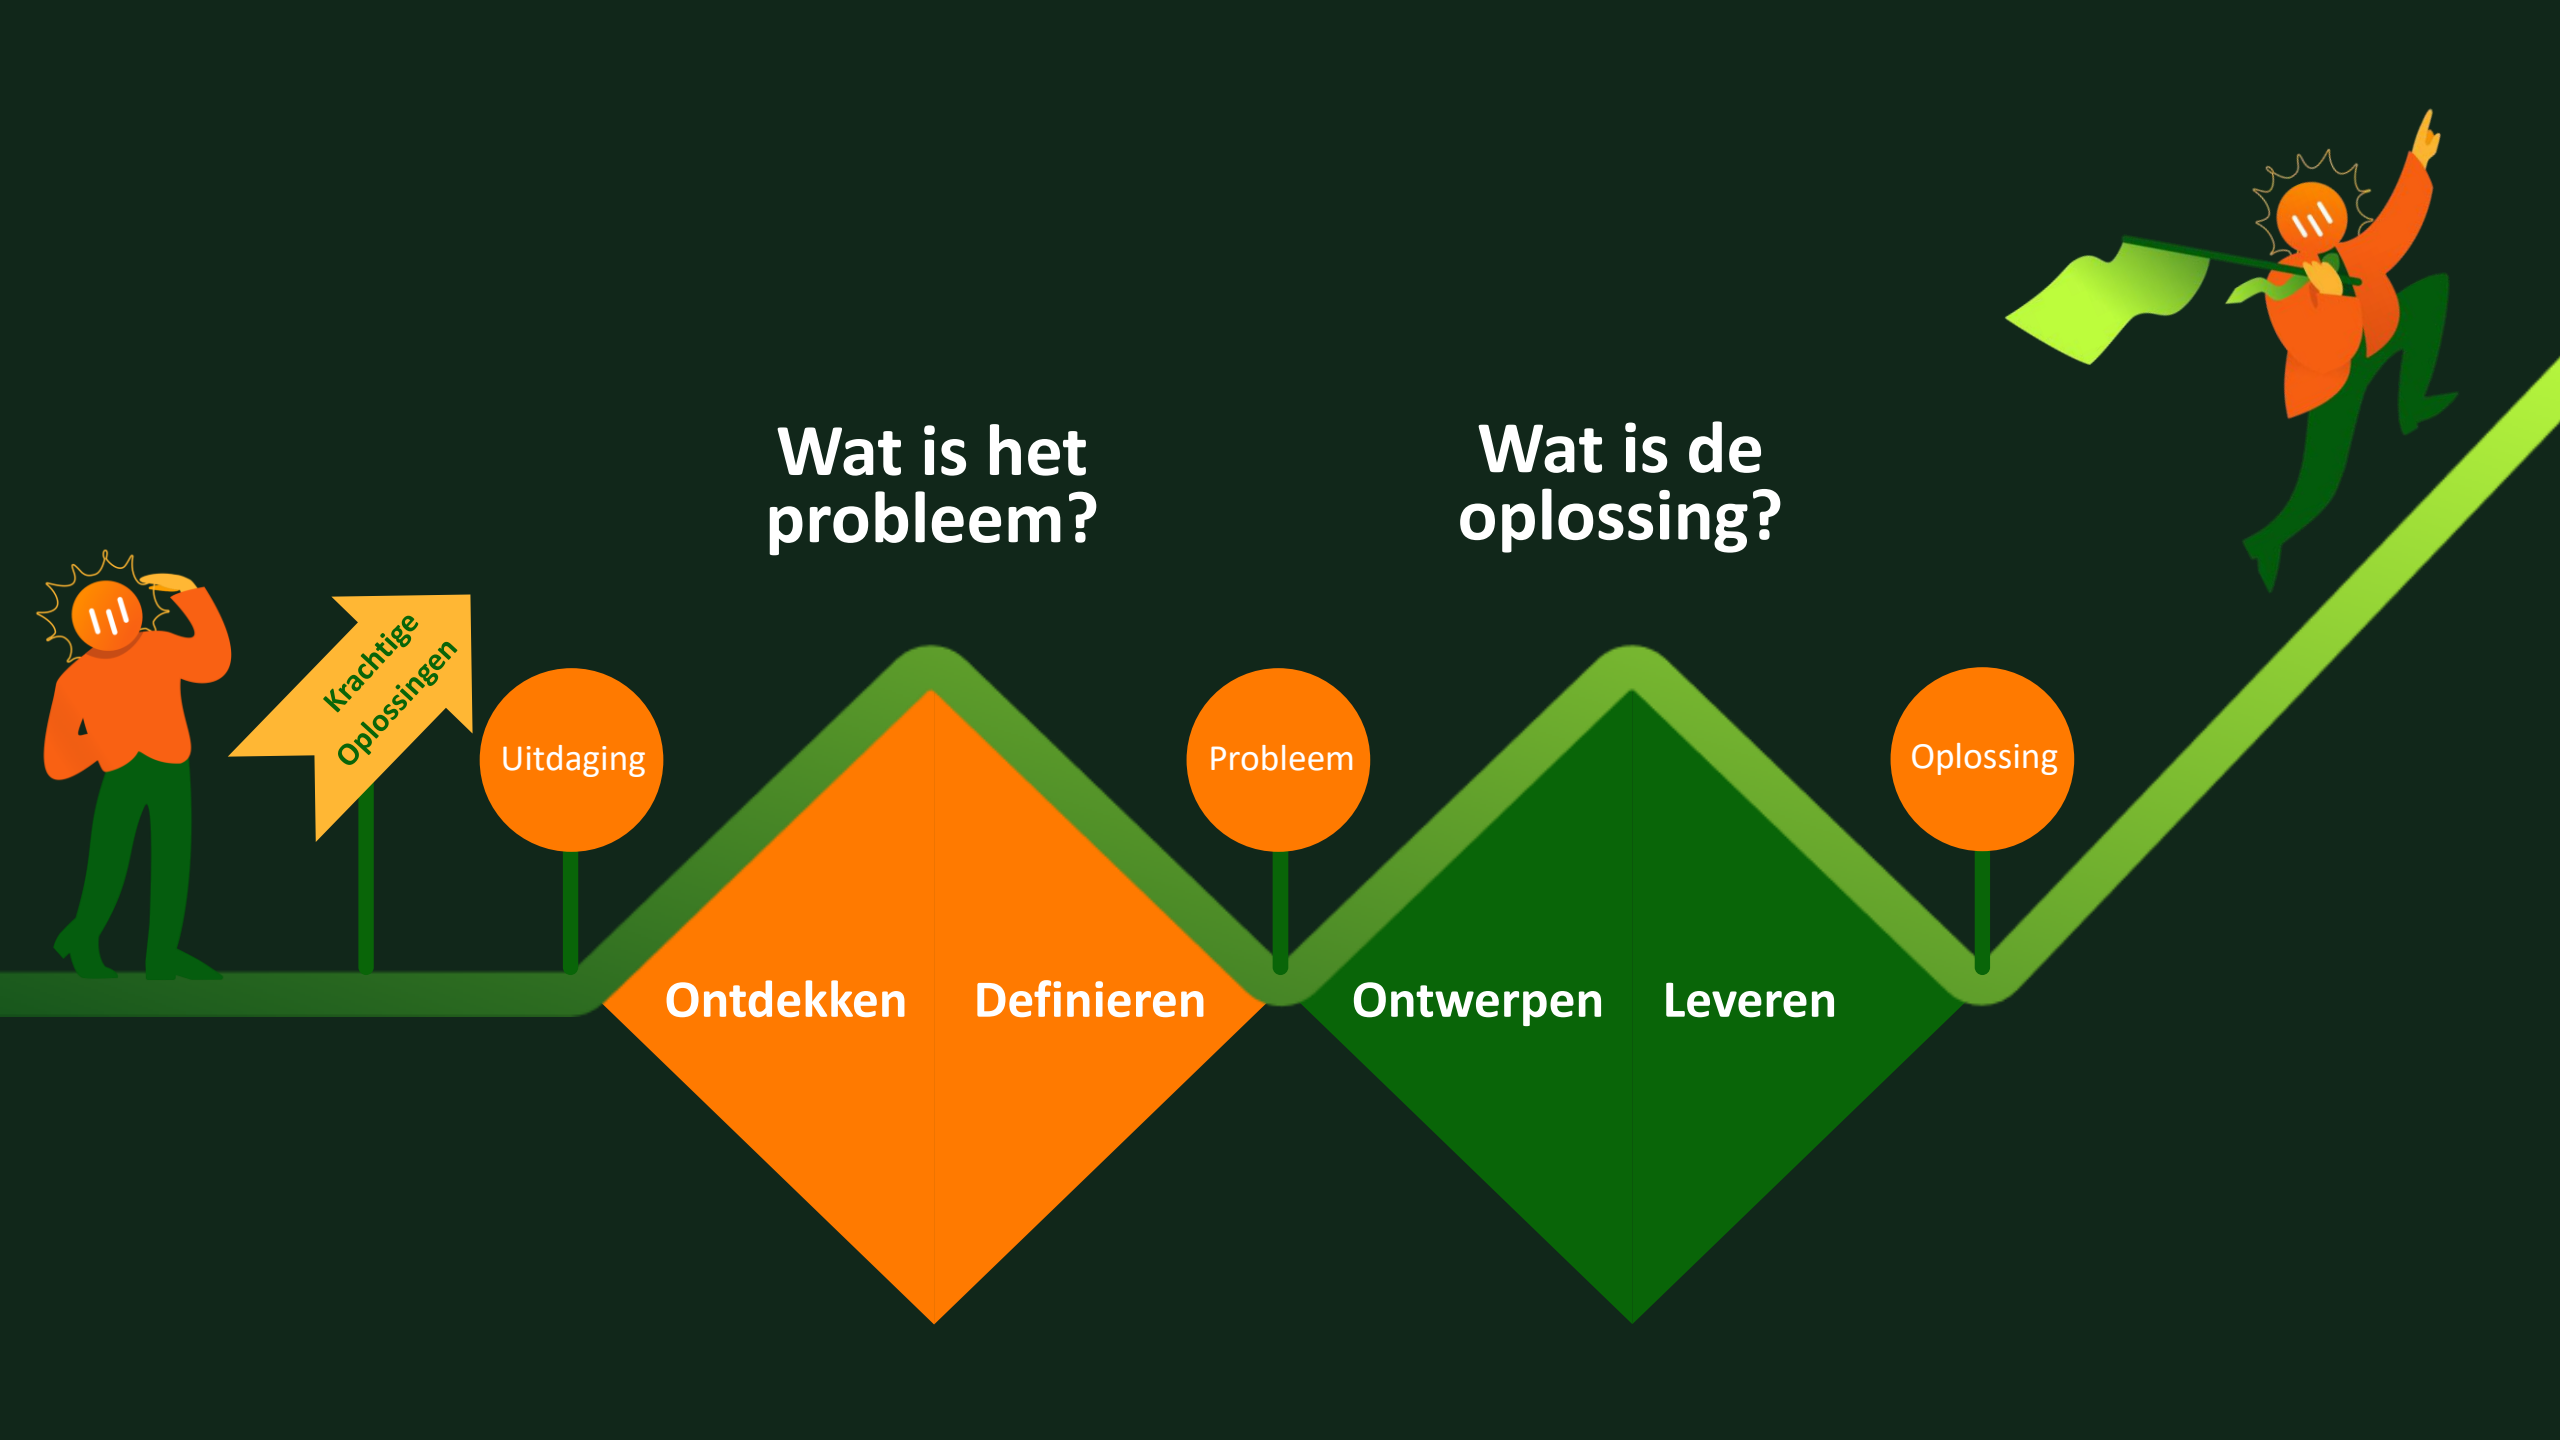 Wat is het
probleem?
Wat is de
oplossing?
Krachtige
Oplossingen
Uitdaging
Probleem
Oplossing
Ontdekken
Definieren
Ontwerpen
Leveren